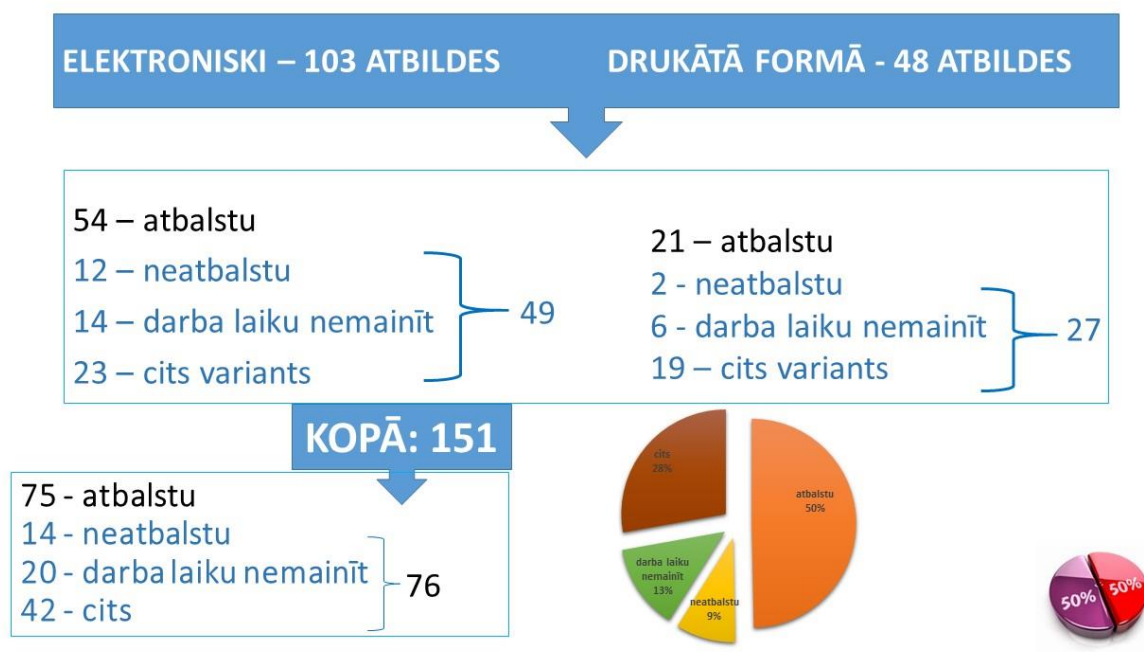 ELEKTRONISKI – 103 ATBILDES
DRUKĀTĀ FORMĀ - 48 ATBILDES
54 – atbalstu
12 – neatbalstu
14 – darba laiku nemainīt
23 – cits variants
49
21 – atbalstu
2 - neatbalstu
6 - darba laiku nemainīt
19 – cits variants
27
KOPĀ: 151
75 - atbalstu
14 - neatbalstu
20 - darba laiku nemainīt
42 - cits
76
cits
28%
atbalstu
50%
darba laiku
nemainīt
13%
neatbalstu
9%
50%
50%